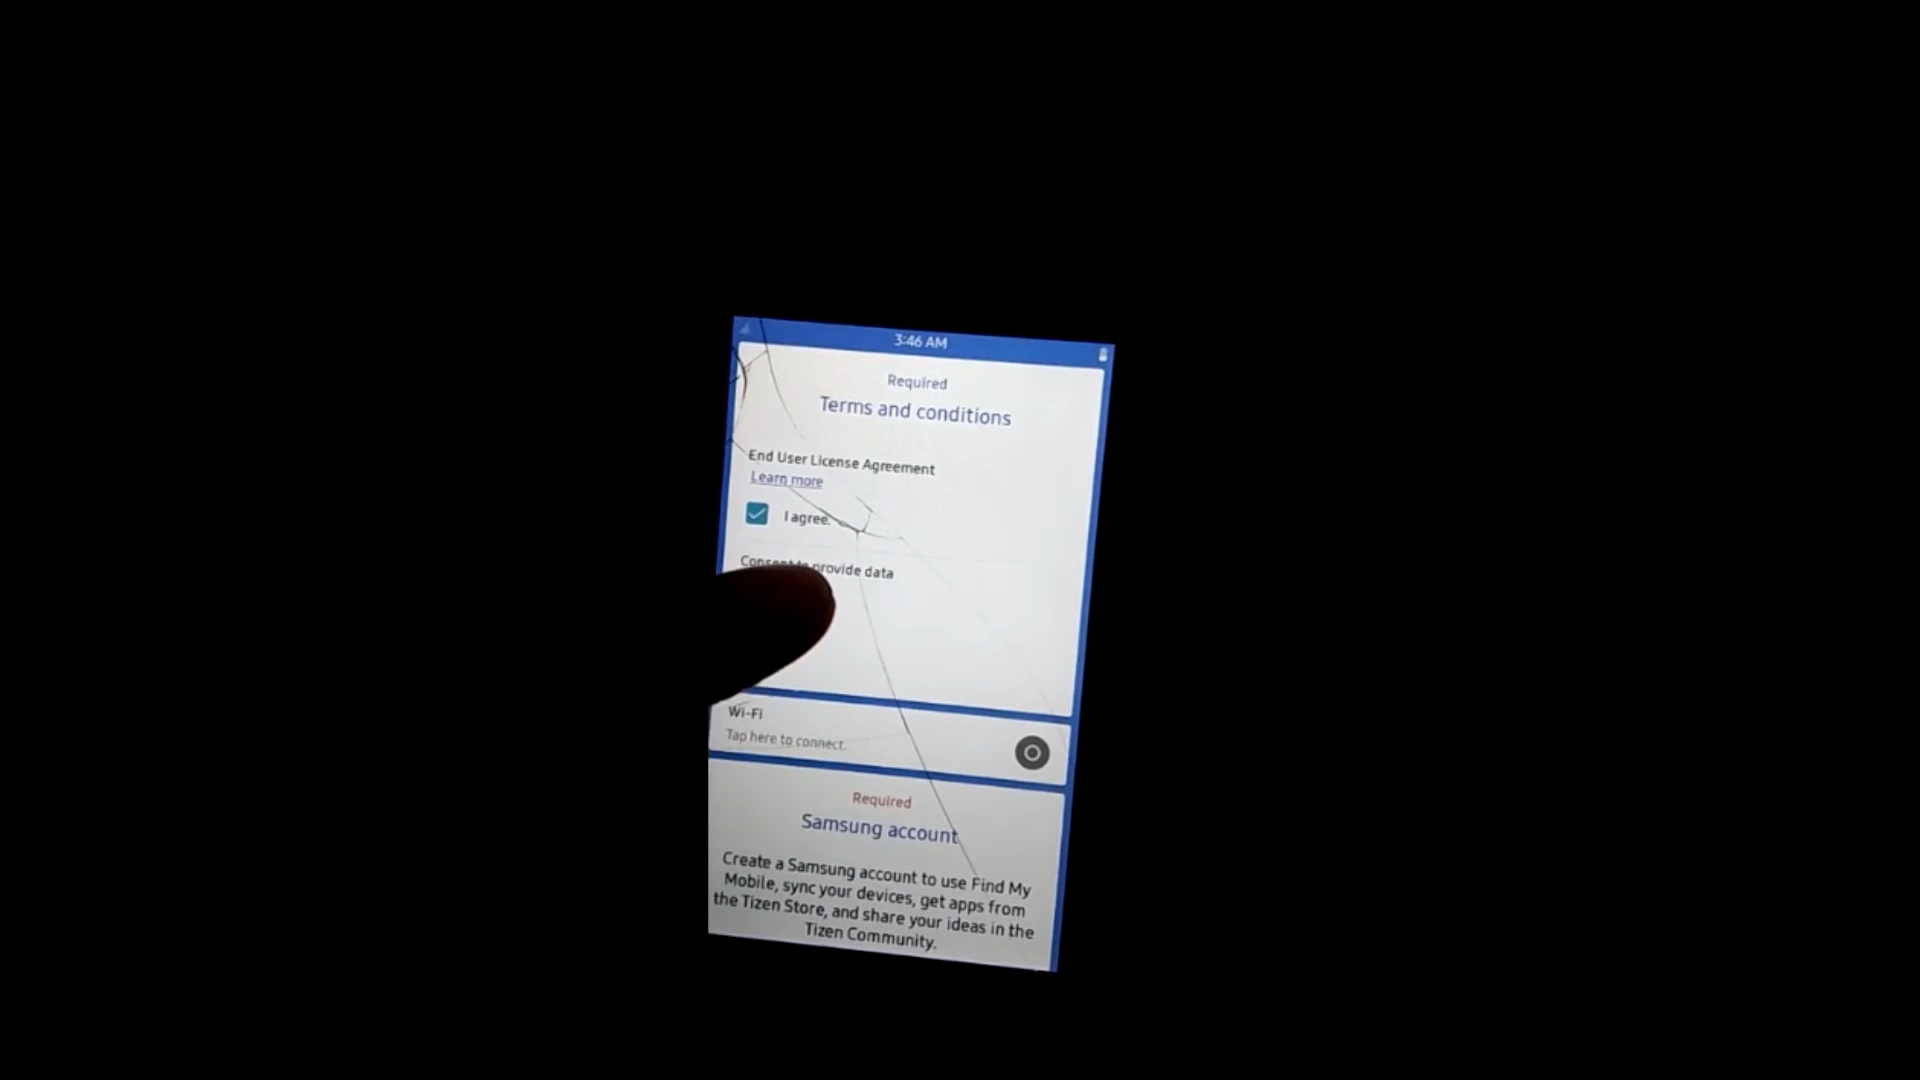 3:46 AM
Required
Terms and conditions
End User License Agreement
Learn more
I agree.
Consent to provide data
Wi-Fi
Tap here to connect.
Required
Samsung account
Create a Samsung account to use Find My
Mobile, sync your devices, get apps from
the Tizen Store, and share your ideas in the
Tizen Community.